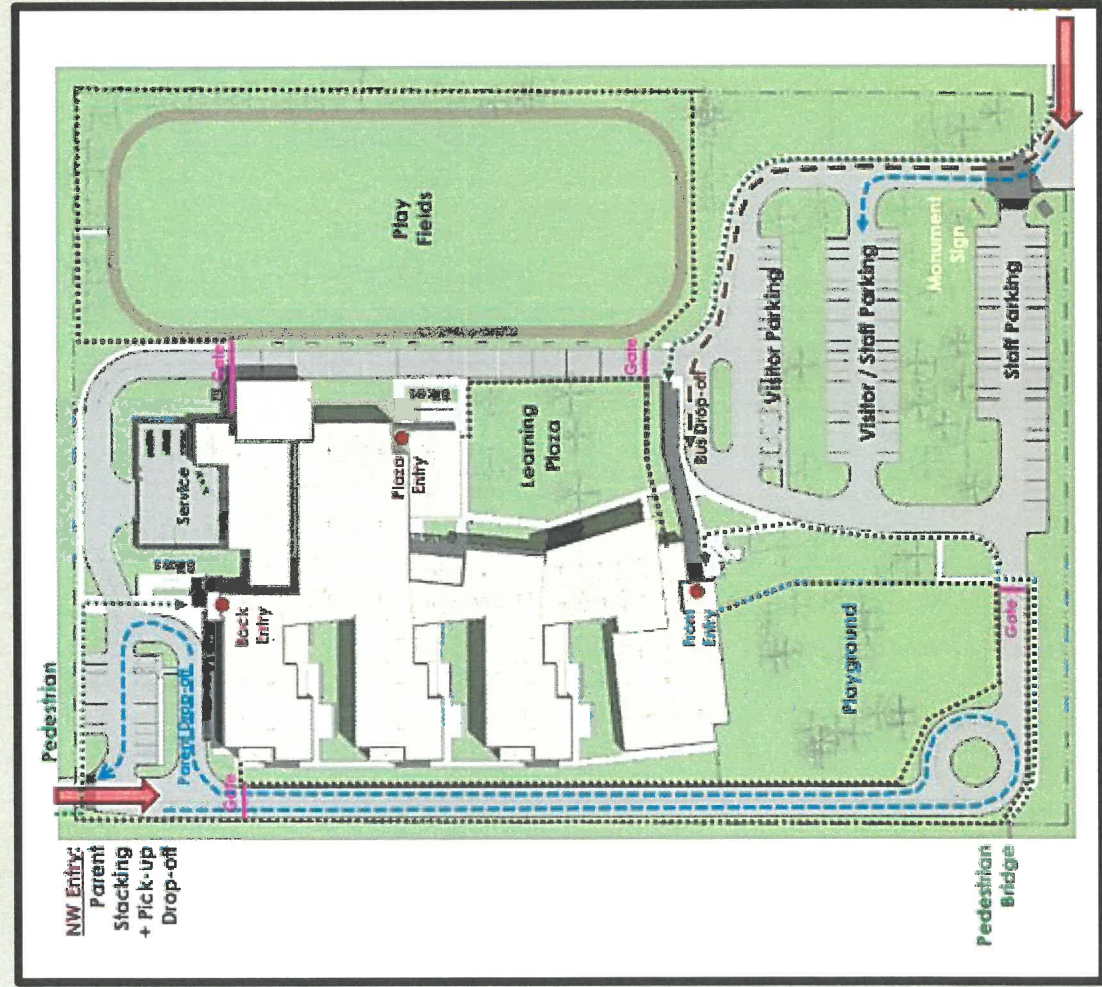 Pedestrian
NW Entry:
Parent
Stacking
+ Pick-up
Drop-off
Parent Drop-off
Gate
Service
Back
Entry
Gate
Plaza
Entry
Play
Fields
Learning
Plaza
Gate
Bus Drop-off
Front
Entry
Visitor Parking
Visitor / Staff Parking
Monument
Sign
Staff Parking
Playground
Gate
Pedestrian
Bridge